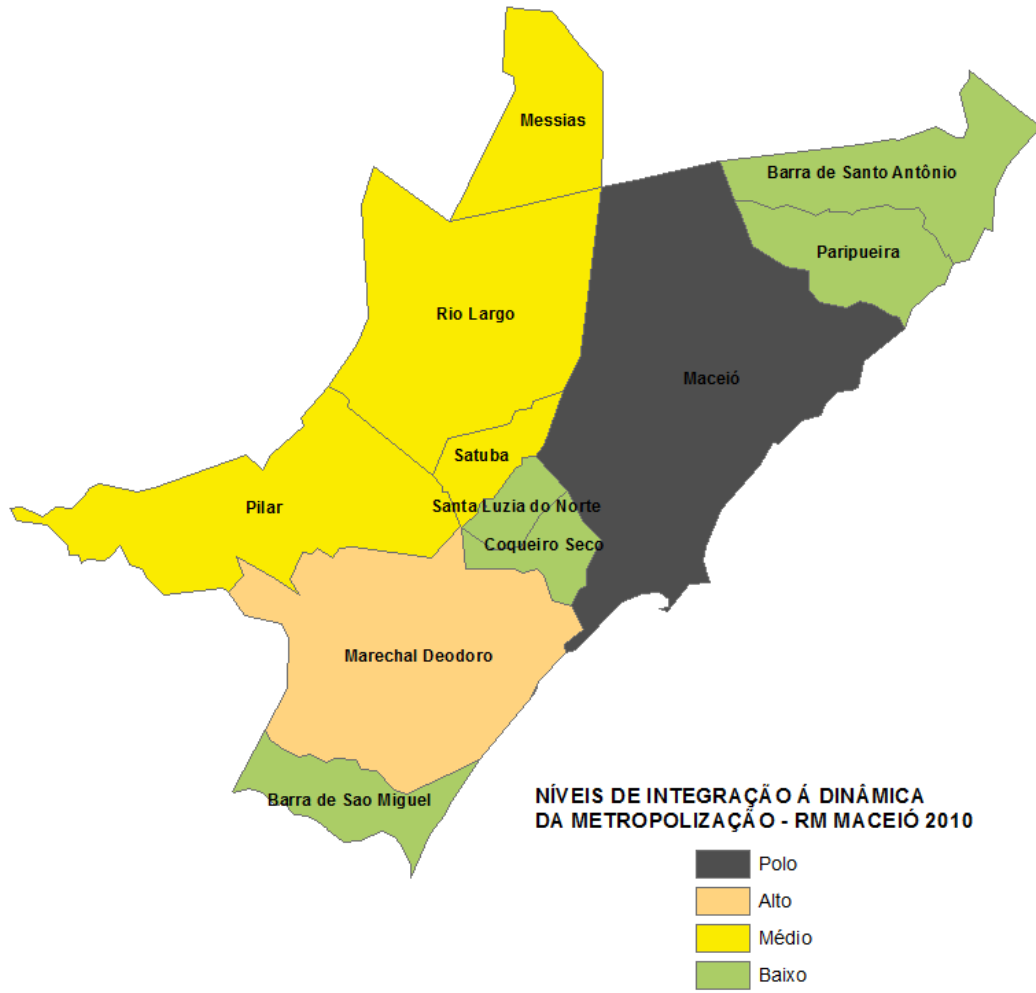 Messias
Barra de Santo Antônio
Paripueira
Rio Largo
Maceió
Satuba
Pilar
Santa Luzia do Norte
Coqueiro Seco
Marechal Deodoro
Barra de Sao Miguel
NÍVEIS DE INTEGRAÇÃO Á DINÂMICA
DA METROPOLIZAÇÃO - RM MACEIÓ 2010
Polo
Alto
Médio
Baixo